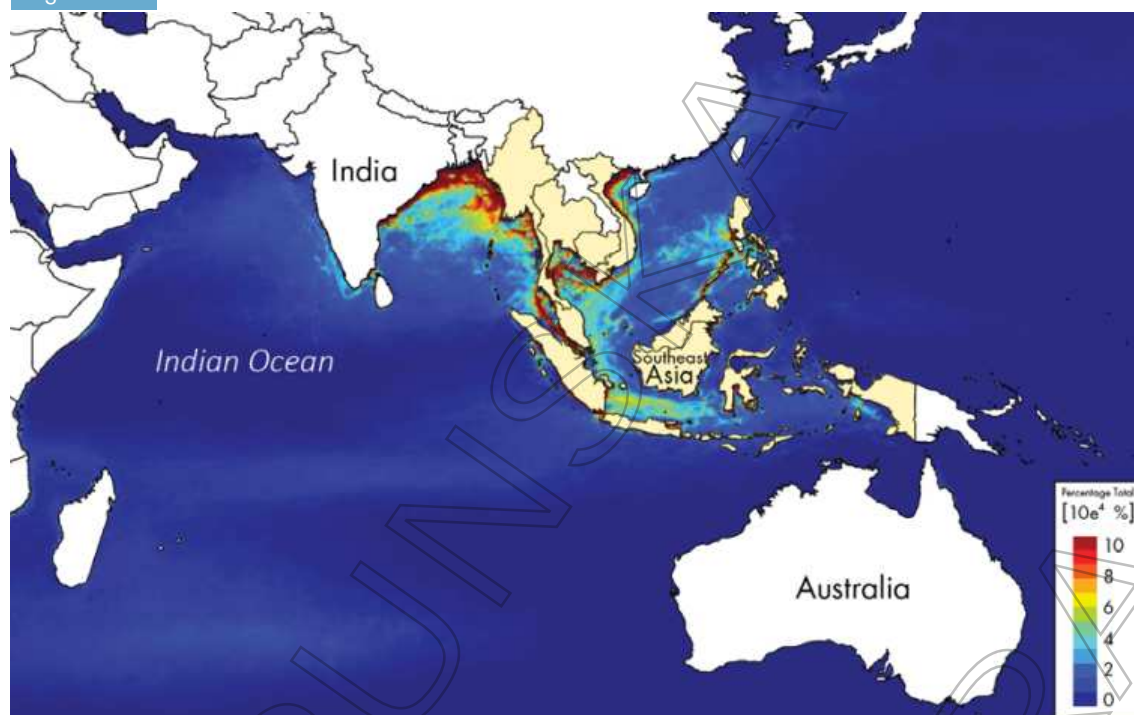 India
Indian Ocean
Southeast
Asia
Australia
Percentage Total
[10e⁴ %]
10
8
6
4
2
0